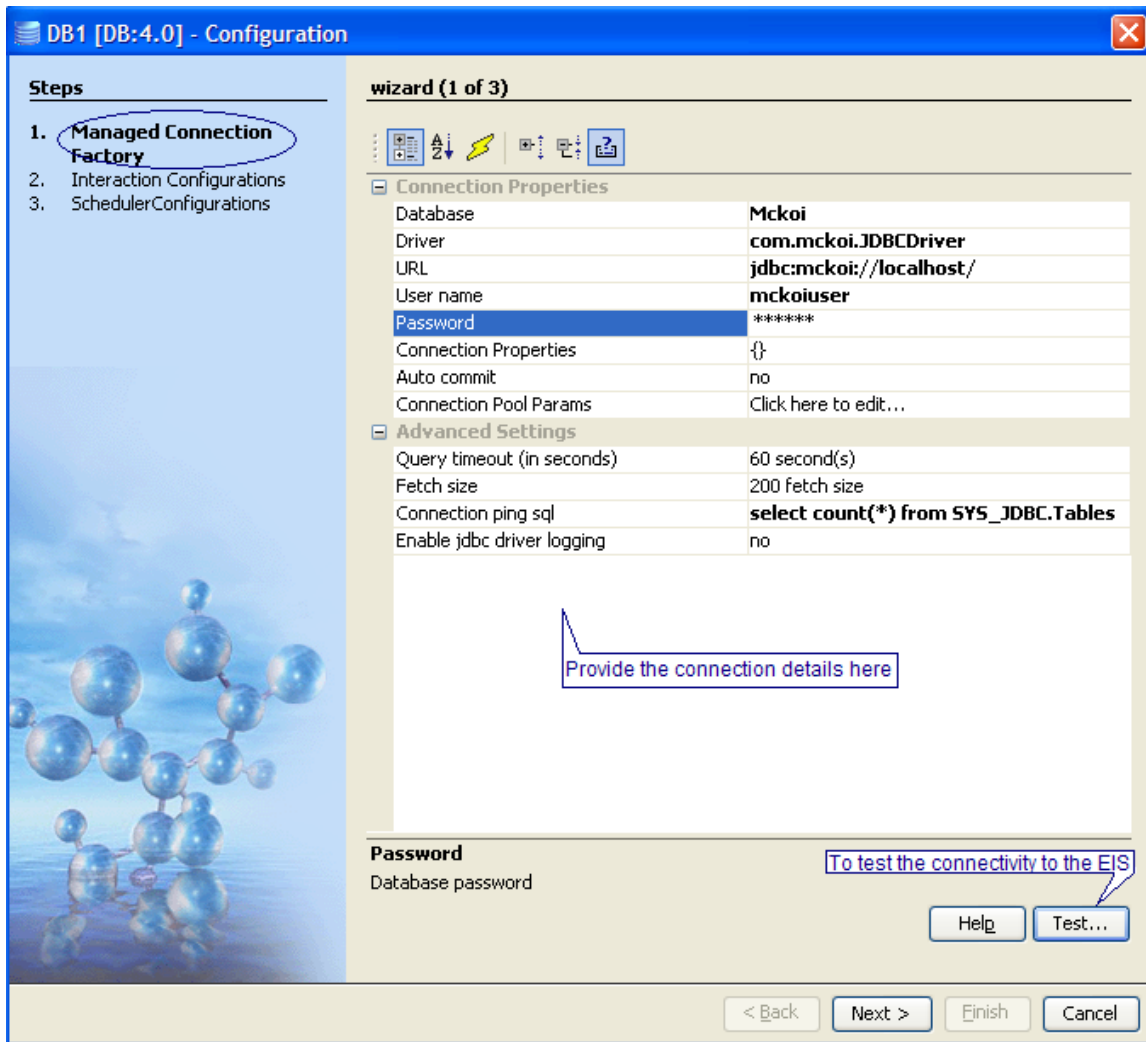 DB1 [DB:4.0] - Configuration
Steps
1. Managed Connection
Factory
2. Interaction Configurations
3. SchedulerConfigurations
wizard (1 of 3)
Connection Properties
Database Mckoi
Driver com.mckoi.JDBCDriver
URL jdbc:mckoi://localhost/
User name mckoiuser
Password ******
Connection Properties {}
Auto commit no
Connection Pool Params Click here to edit...
Advanced Settings
Query timeout (in seconds) 60 second(s)
Fetch size 200 fetch size
Connection ping sql select count(*) from SYS_JDBC.Tables
Enable jdbc driver logging no
Provide the connection details here
Password
Database password
To test the connectivity to the EIS
Help Test...
< Back Next > Finish Cancel